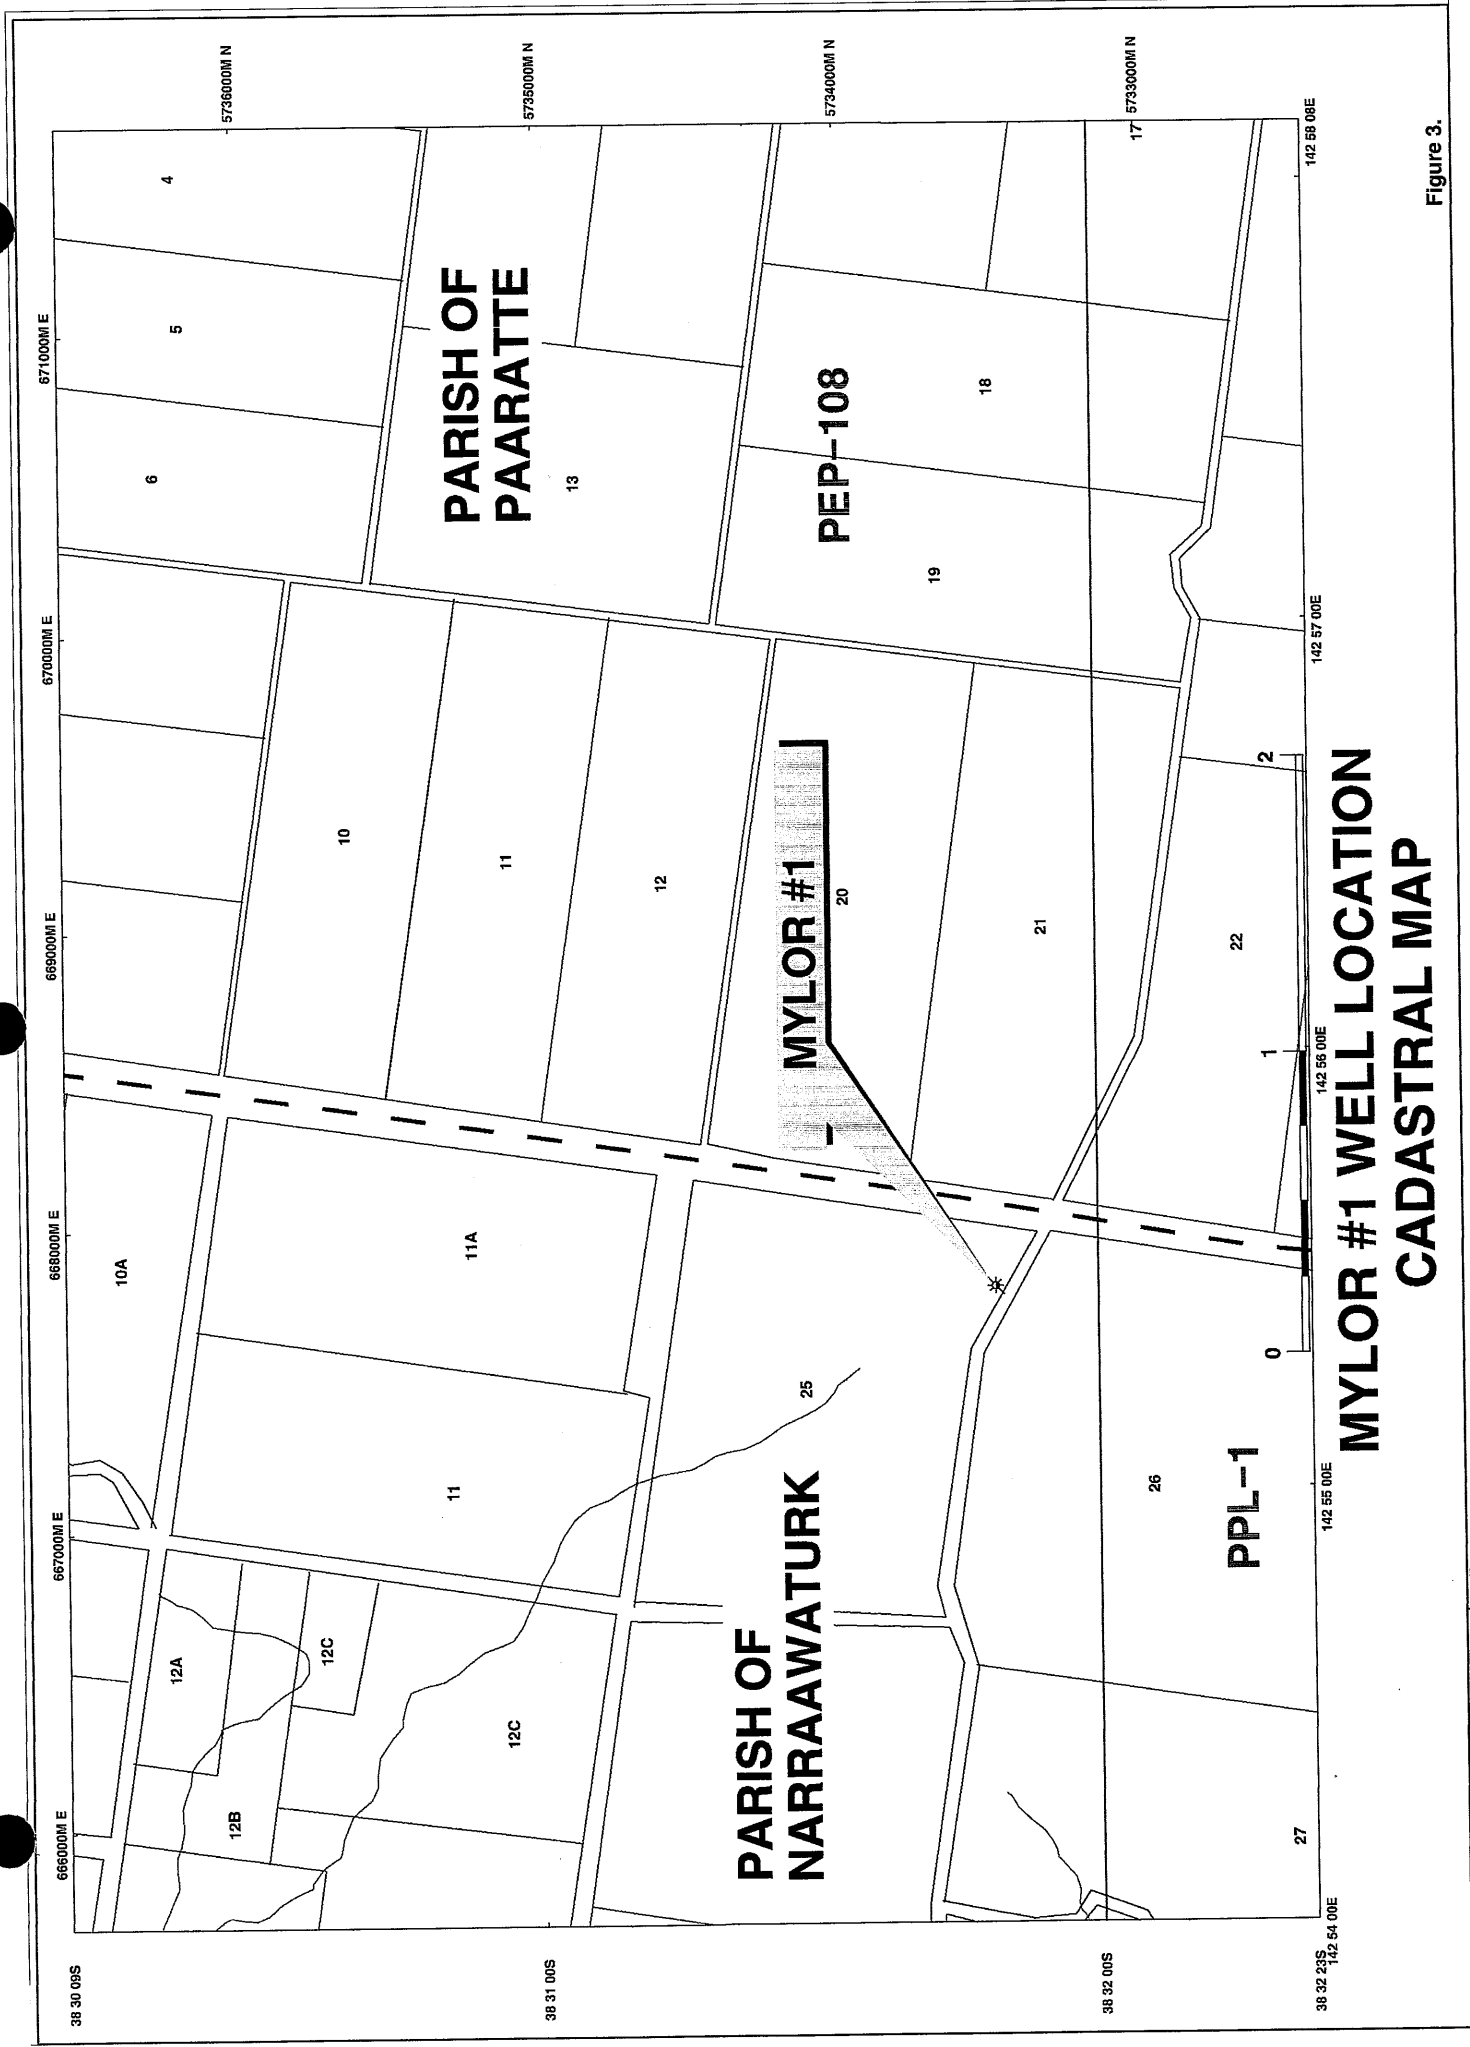 666000M E
667000M E
668000M E
669000M E
670000M E
671000M E
38 30 09S
38 31 00S
38 32 00S
38 32 23S
5736000M N
5735000M N
5734000M N
5733000M N
12A
12B
12C
12C
10A
11
11A
10
11
12
6
5
4
13
PARISH OF
PAARATTE
PARISH OF
NARRAAWATURK
25
MYLOR #1
20
21
22
19
18
17
PEP-108
26
27
PPL-1
0
1
2
142 54 00E
142 55 00E
142 56 00E
142 57 00E
142 58 08E
MYLOR #1 WELL LOCATION
CADASTRAL MAP
Figure 3.